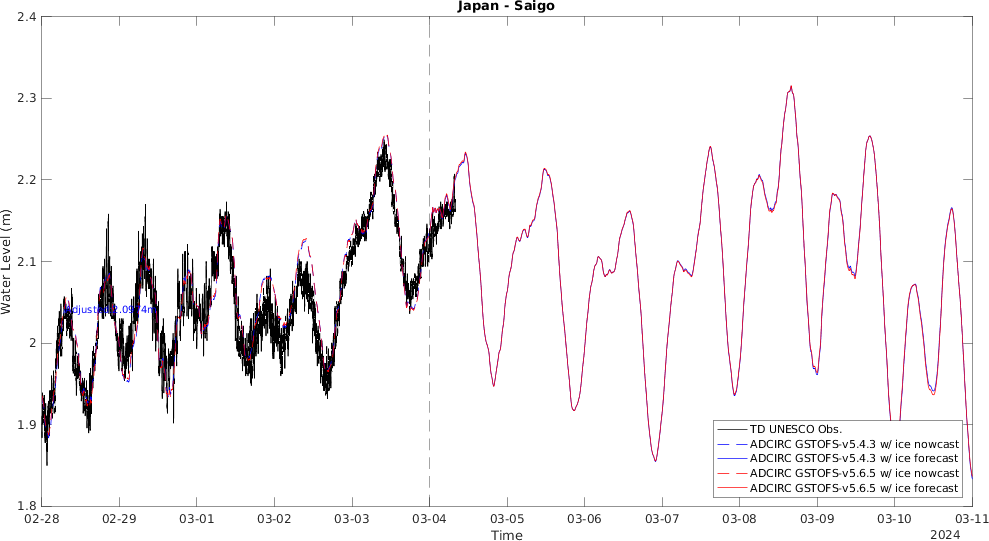 Japan - Saigo
Water Level (m)
2.4
2.3
2.2
2.1
2
1.9
1.8
02-28
02-29
03-01
03-02
03-03
03-04
03-05
03-06
03-07
03-08
03-09
03-10
03-11
Time
2024
TD UNESCO Obs.
ADCIRC GSTOFS-v5.4.3 w/ ice nowcast
ADCIRC GSTOFS-v5.4.3 w/ ice forecast
ADCIRC GSTOFS-v5.6.5 w/ ice nowcast
ADCIRC GSTOFS-v5.6.5 w/ ice forecast